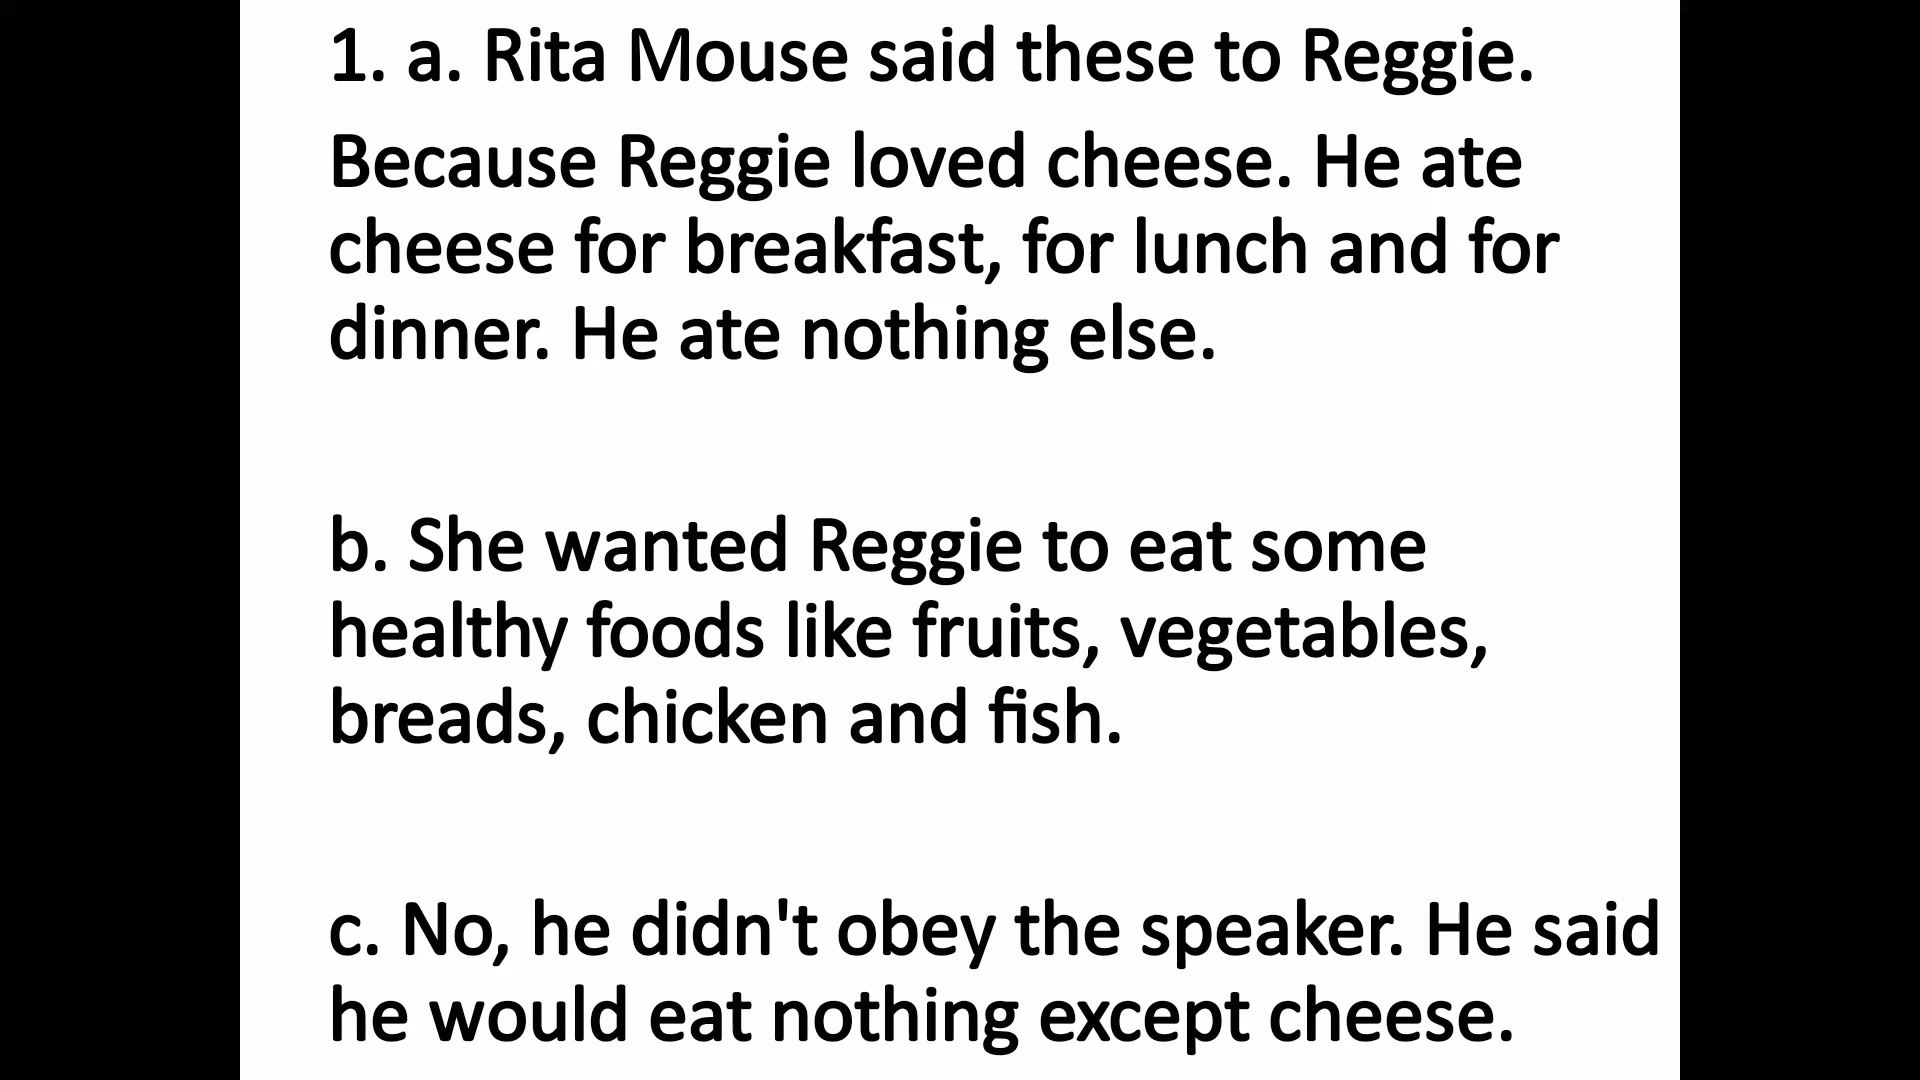 1. a. Rita Mouse said these to Reggie.
Because Reggie loved cheese. He ate
cheese for breakfast, for lunch and for
dinner. He ate nothing else.
b. She wanted Reggie to eat some
healthy foods like fruits, vegetables,
breads, chicken and fish.
c. No, he didn't obey the speaker. He said
he would eat nothing except cheese.